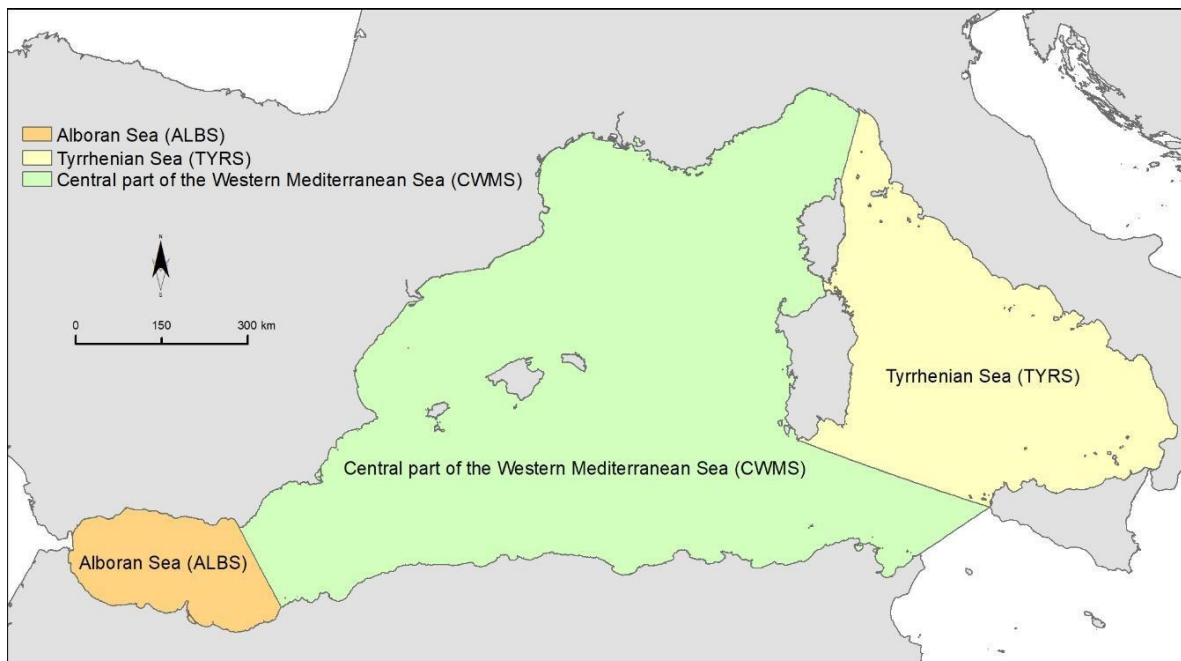 Alboran Sea (ALBS)
Tyrrhenian Sea (TYRS)
Central part of the Western Mediterranean Sea (CWMS)
N
S
0 150 300 km
Tyrrhenian Sea (TYRS)
Central part of the Western Mediterranean Sea (CWMS)
Alboran Sea (ALBS)